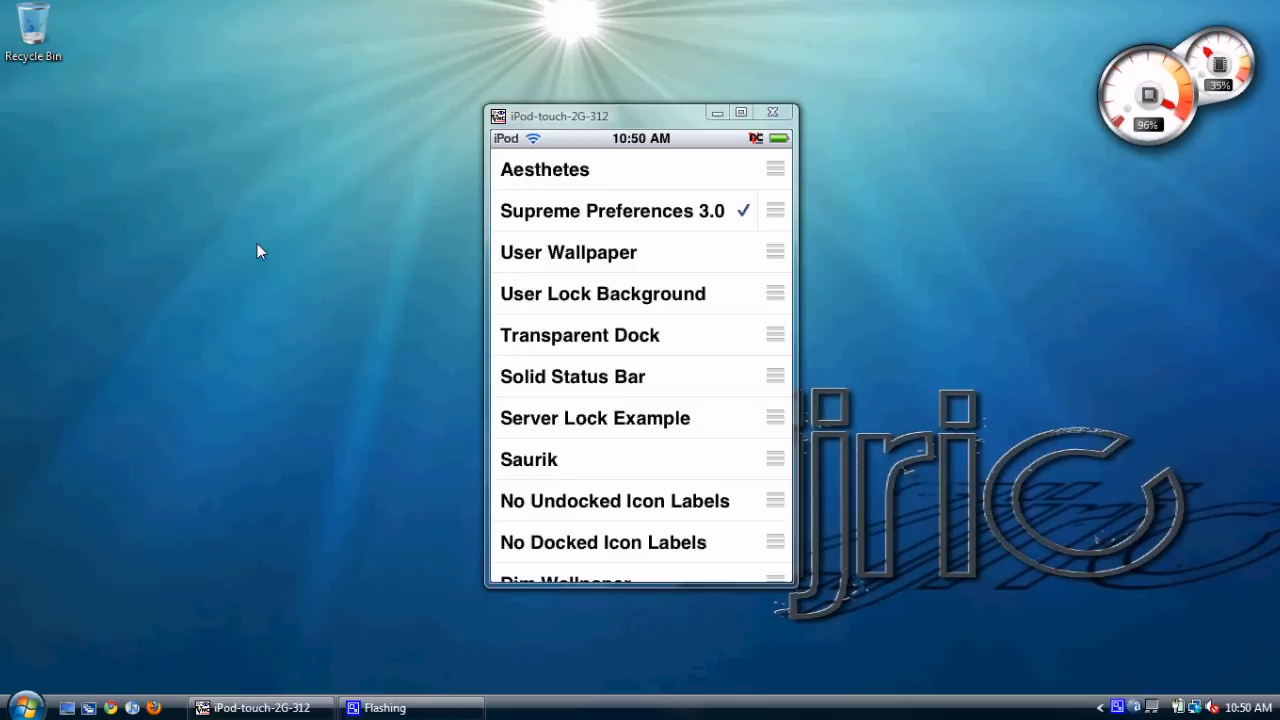 Recycle Bin
iPod-touch-2G-312
iPod
10:50 AM
Aesthetes
Supreme Preferences 3.0
User Wallpaper
User Lock Background
Transparent Dock
Solid Status Bar
Server Lock Example
Saurik
No Undocked Icon Labels
No Docked Icon Labels
Dim Wallpaper
35%
96%
jric
iPod-touch-2G-312
Flashing
10:50 AM